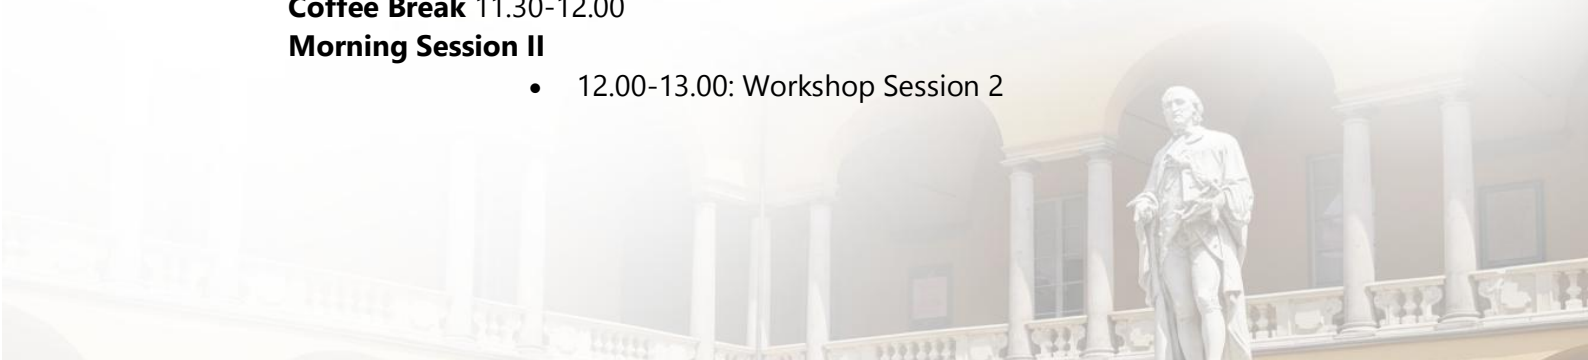 Coffee Break 11.30-12.00
Morning Session II
• 12.00-13.00: Workshop Session 2